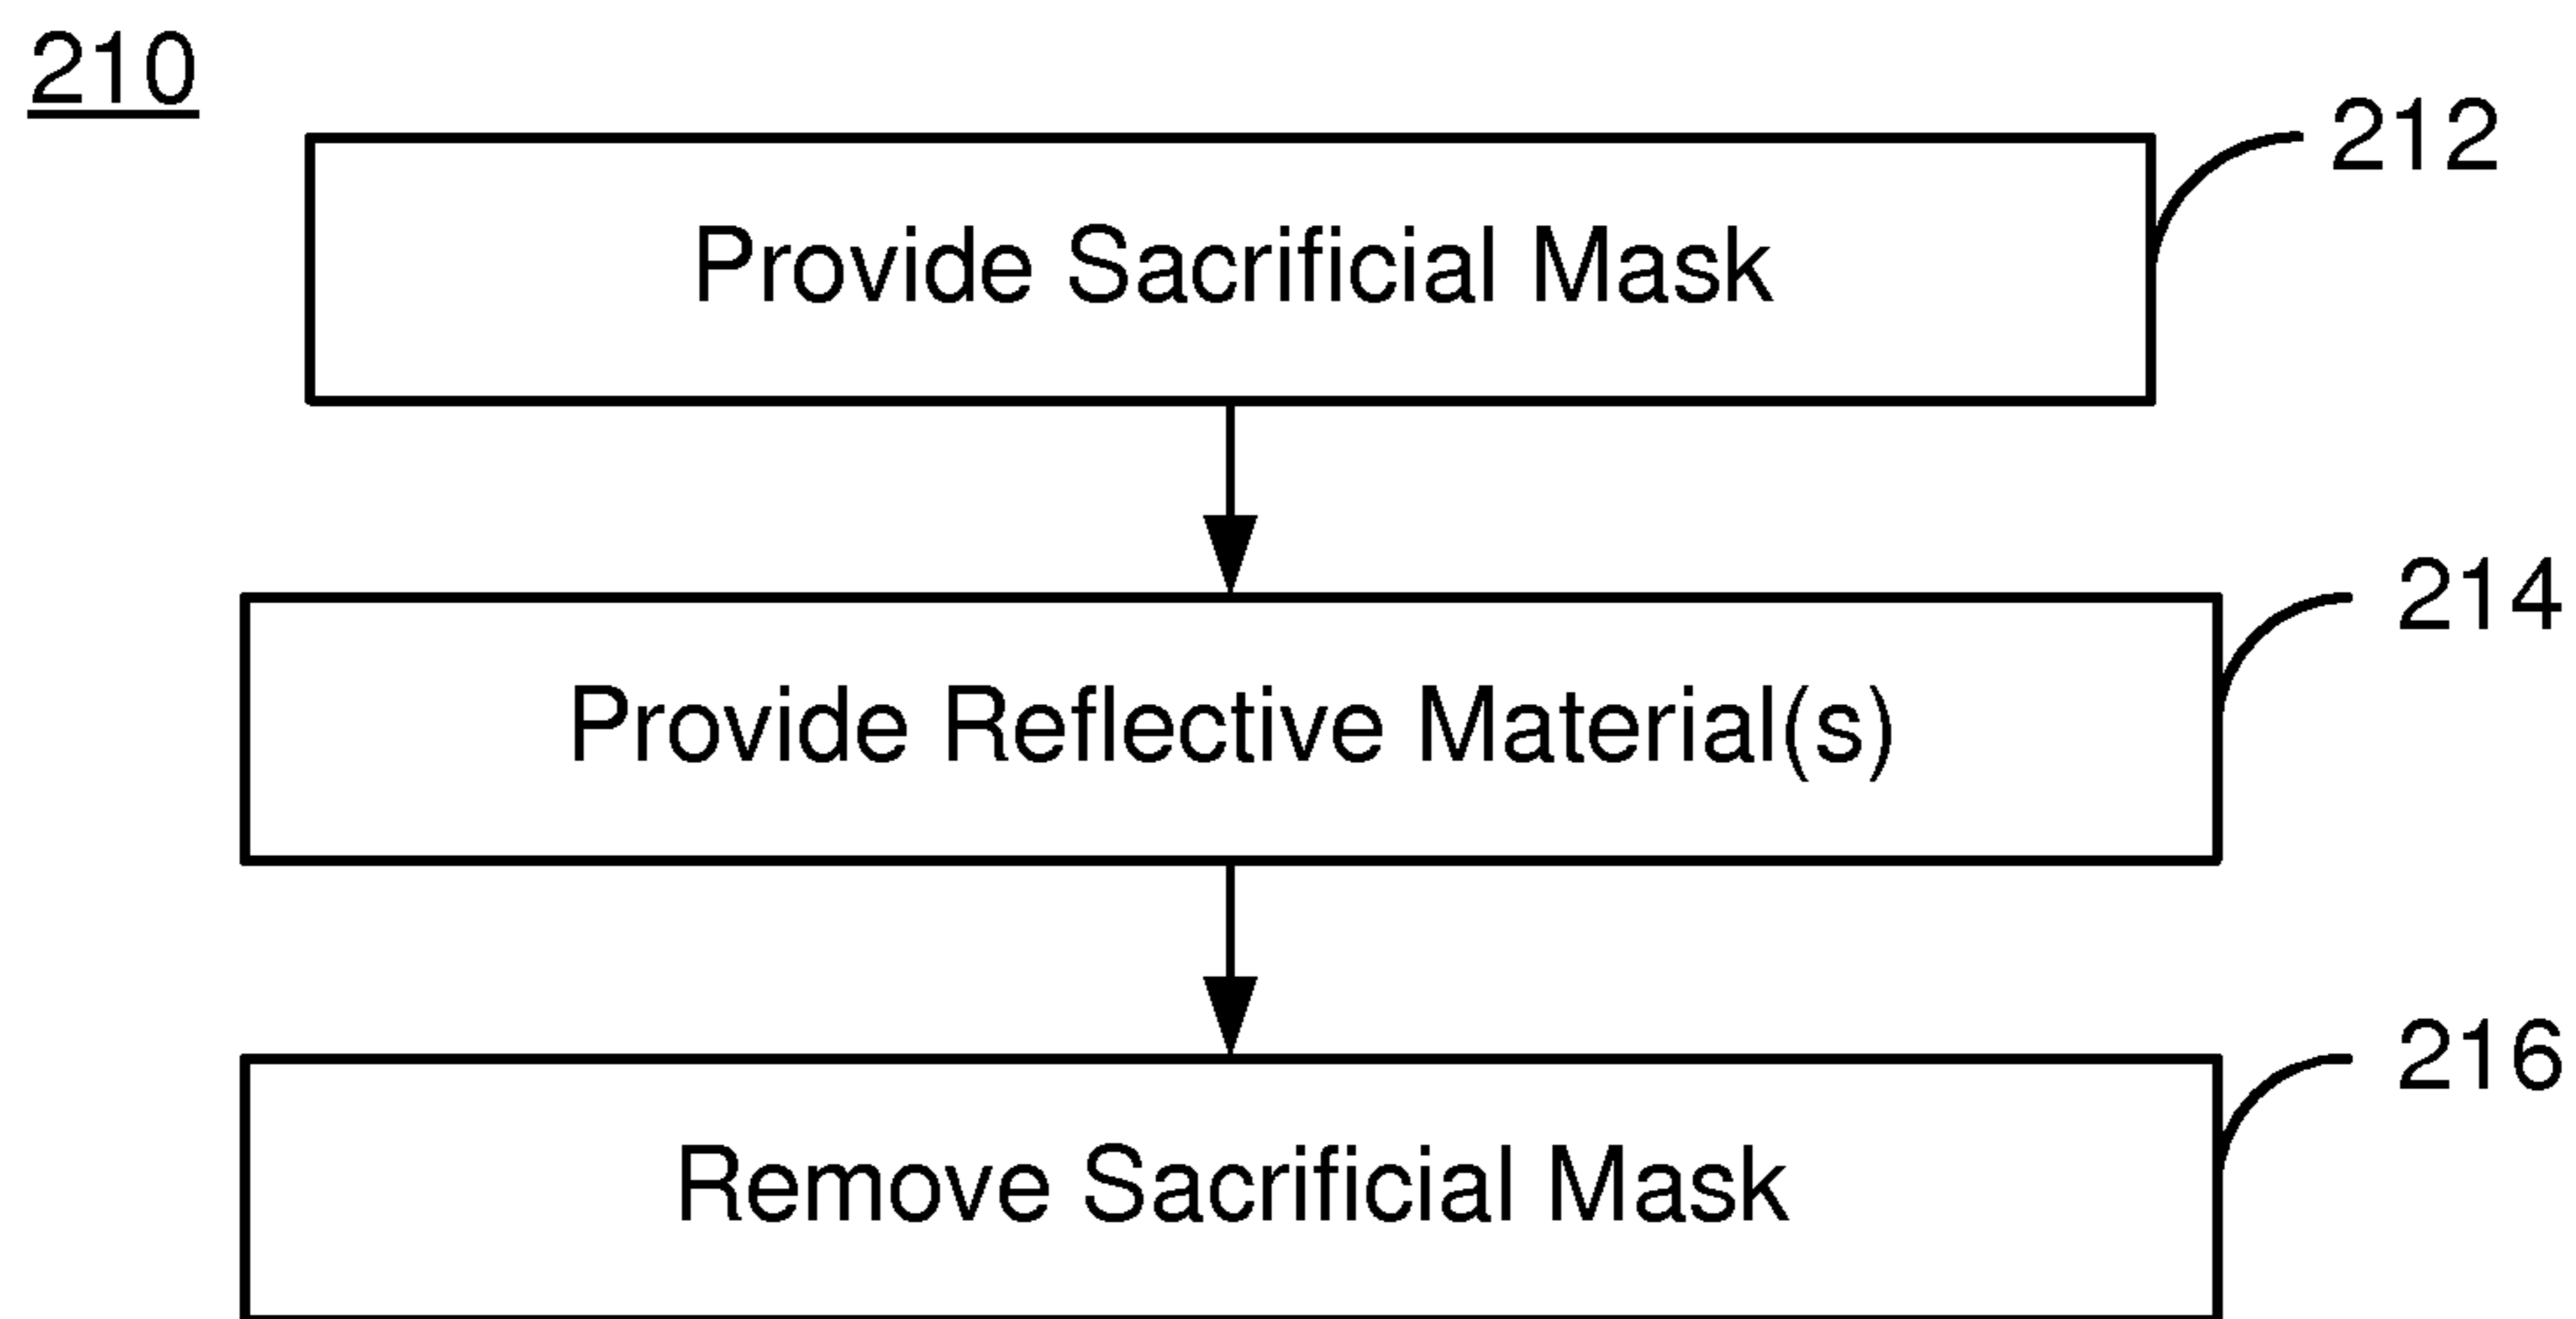 210
212
Provide Sacrificial Mask
214
Provide Reflective Material(s)
216
Remove Sacrificial Mask